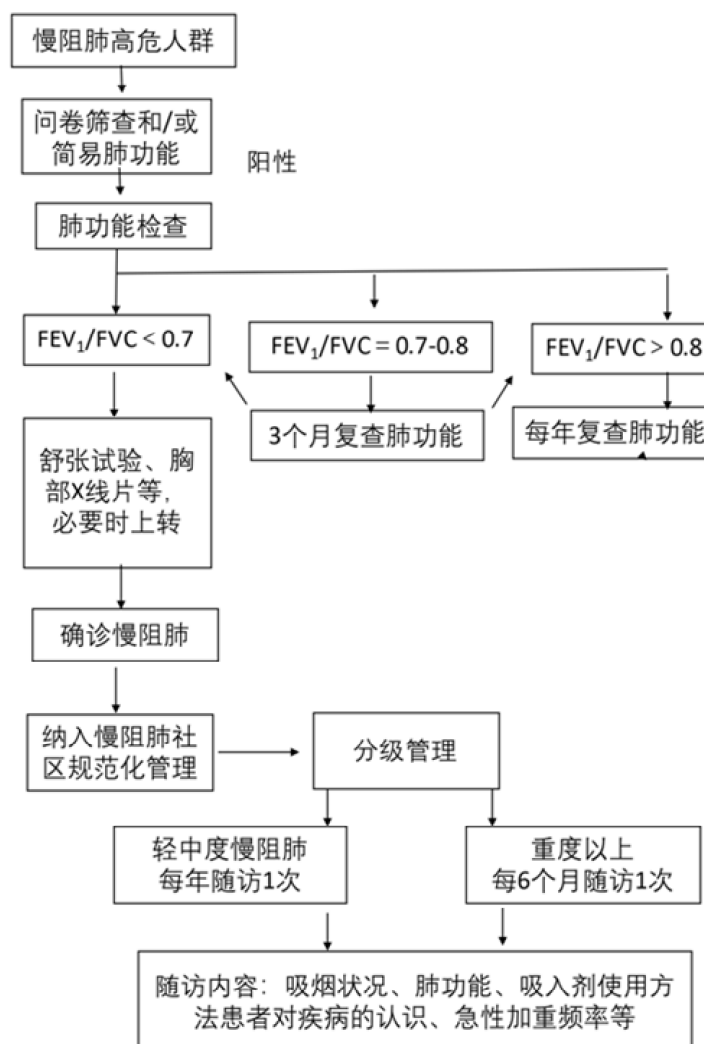 慢阻肺高危人群
问卷筛查和/或
简易肺功能
阳性
肺功能检查
FEV₁/FVC < 0.7
FEV₁/FVC = 0.7-0.8
FEV₁/FVC > 0.8
3个月复查肺功能
每年复查肺功能
舒张试验、胸
部X线片等，
必要时上转
确诊慢阻肺
纳入慢阻肺社
区规范化管理
分级管理
轻中度慢阻肺
每年随访1次
重度以上
每6个月随访1次
随访内容：吸烟状况、肺功能、吸入剂使用方
法患者对疾病的认识、急性加重频率等